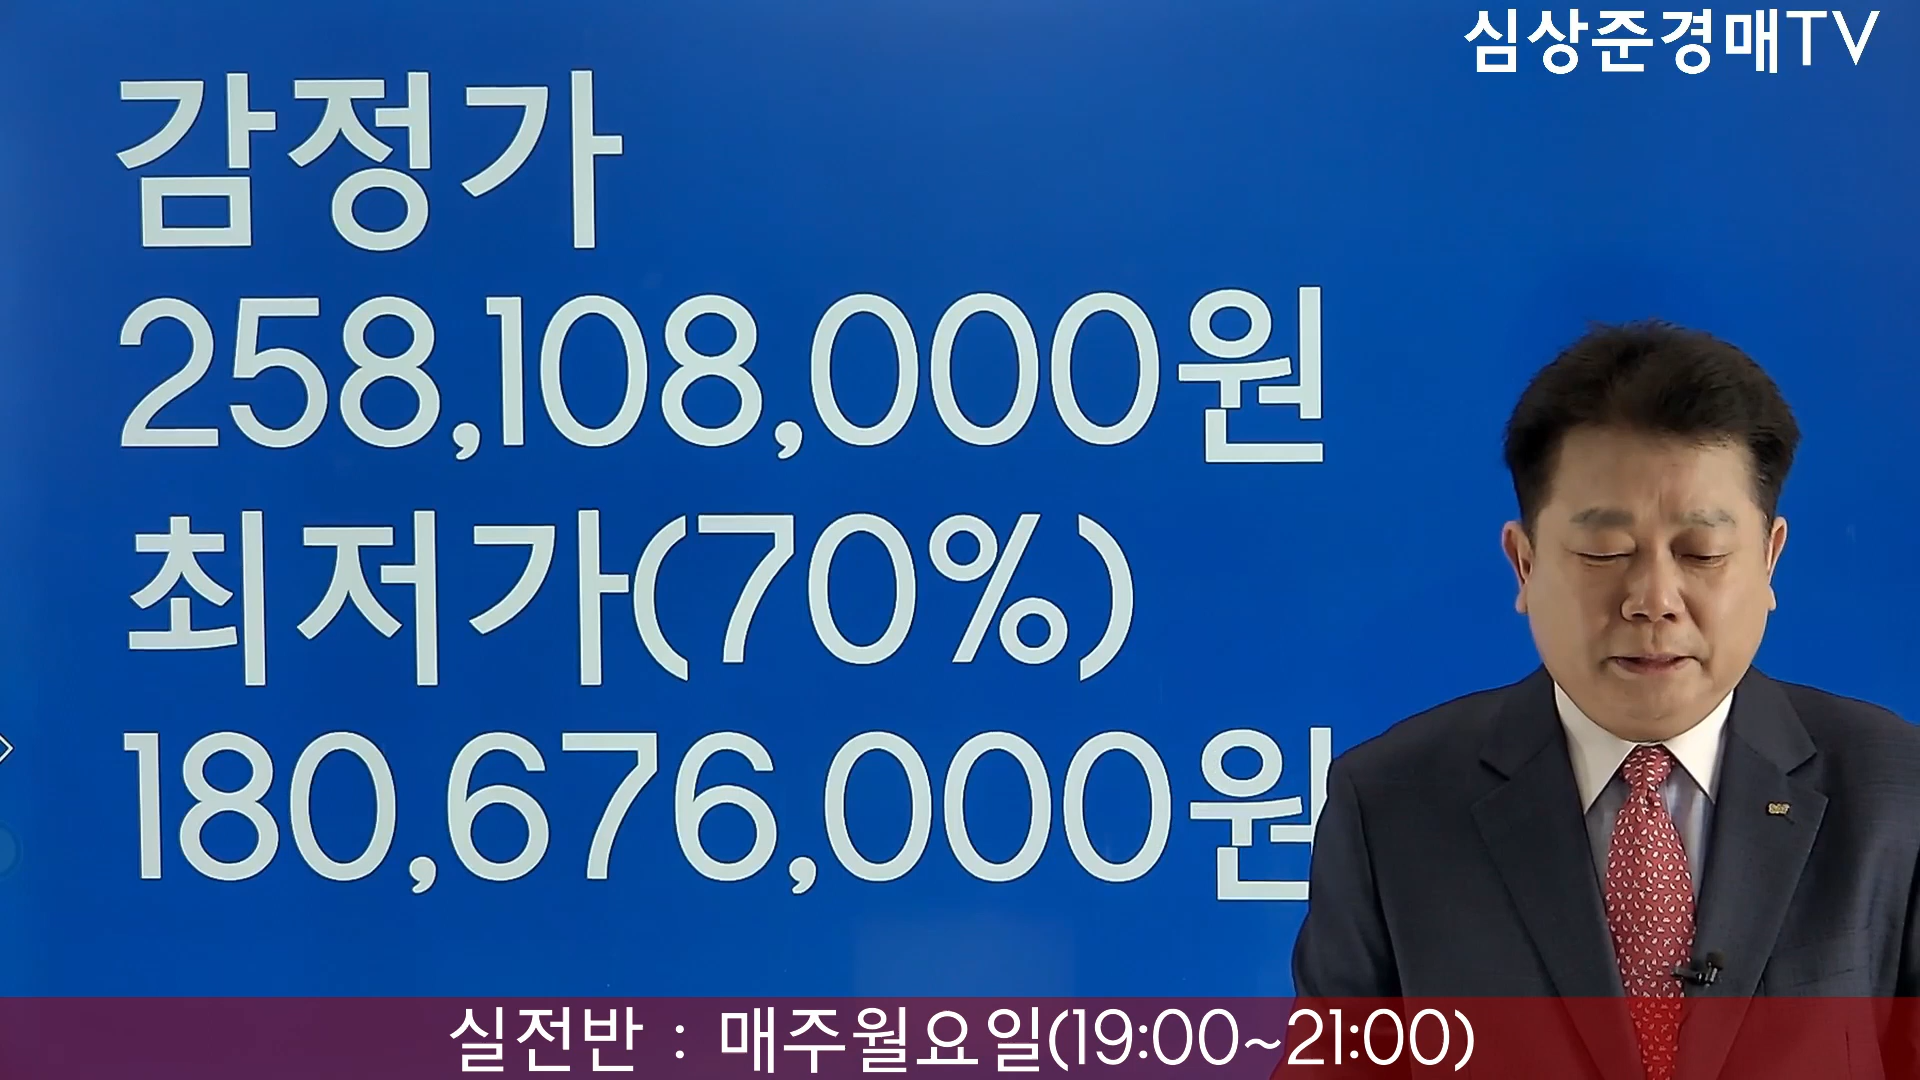 심상준경매TV
감정가
258,108,000원
최저가(70%)
180,676,000원
실전반 : 매주월요일(19:00~21:00)